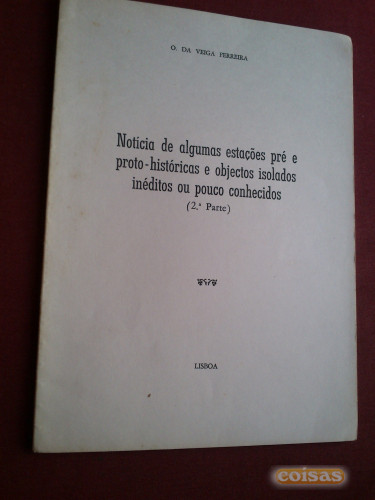 O. DA VEIGA FERREIRA
Noticia de algumas estações pré e
proto-históricas e objectos isolados
inéditos ou pouco conhecidos
(2.ª Parte)
LISBOA
coisas